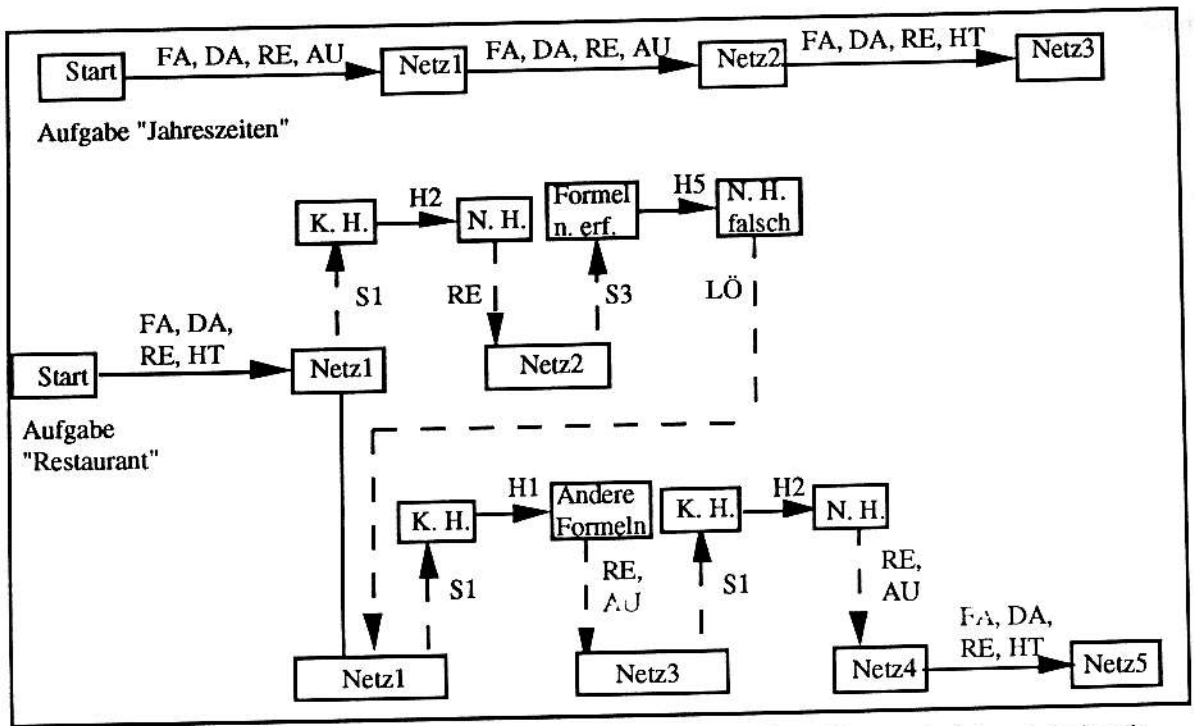 FA, DA, RE, AU
FA, DA, RE, AU
FA, DA, RE, HT
Start
Netz1
Netz2
Netz3
Aufgabe "Jahreszeiten"
K. H.
H2
N. H.
Formel
n. erf.
H5
N. H.
falsch
S1
RE
S3
LÖ
FA, DA,
RE, HT
Start
Netz1
Netz2
Aufgabe
"Restaurant"
K. H.
H1
Andere
Formeln
K. H.
H2
N. H.
S1
RE,
AU
S1
RE,
AU
FA, DA,
RE, HT
Netz1
Netz3
Netz4
Netz5